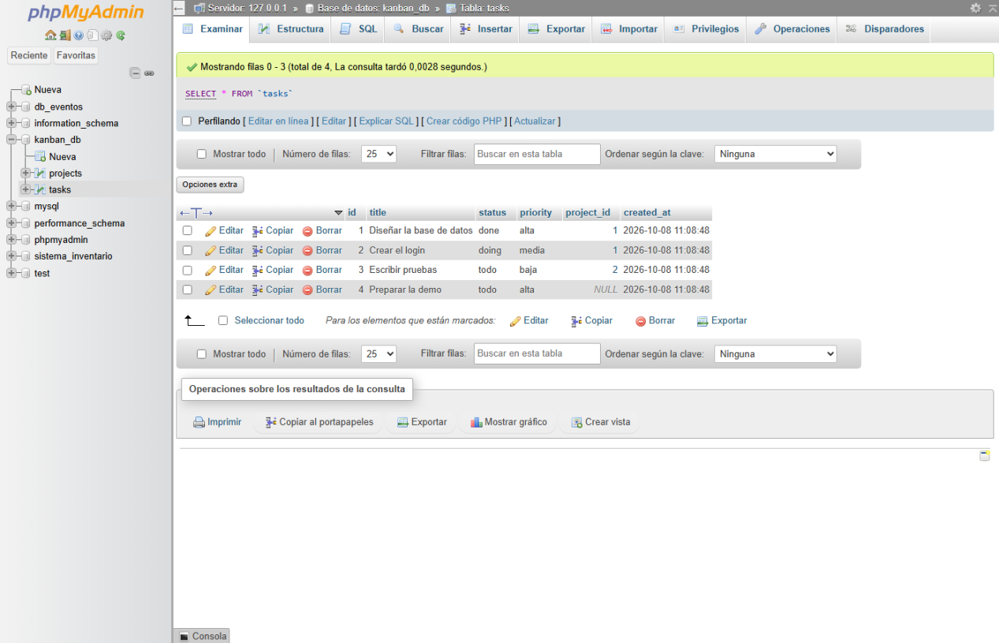 phpMyAdmin
Reciente Favoritas
Nueva
db_eventos
information_schema
kanban_db
Nueva
projects
tasks
mysql
performance_schema
phpmyadmin
sistema_inventario
test
Servidor: 127.0.0.1 » Base de datos: kanban_db » Tabla: tasks
Examinar Estructura SQL Buscar Insertar Exportar Importar Privilegios Operaciones Disparadores
Mostrando filas 0 - 3 (total de 4, La consulta tardó 0,0028 segundos.)
SELECT * FROM `tasks`
Perfilando [ Editar en línea ] [ Editar ] [ Explicar SQL ] [ Crear código PHP ] [ Actualizar ]
Mostrar todo Número de filas: 25 Filtrar filas: Buscar en esta tabla Ordenar según la clave: Ninguna
Opciones extra
←T→ id title status priority project_id created_at
Editar Copiar Borrar 1 Diseñar la base de datos done alta 1 2026-10-08 11:08:48
Editar Copiar Borrar 2 Crear el login doing media 1 2026-10-08 11:08:48
Editar Copiar Borrar 3 Escribir pruebas todo baja 2 2026-10-08 11:08:48
Editar Copiar Borrar 4 Preparar la demo todo alta NULL 2026-10-08 11:08:48
Seleccionar todo Para los elementos que están marcados: Editar Copiar Borrar Exportar
Mostrar todo Número de filas: 25 Filtrar filas: Buscar en esta tabla Ordenar según la clave: Ninguna
Operaciones sobre los resultados de la consulta
Imprimir Copiar al portapapeles Exportar Mostrar gráfico Crear vista
Consola